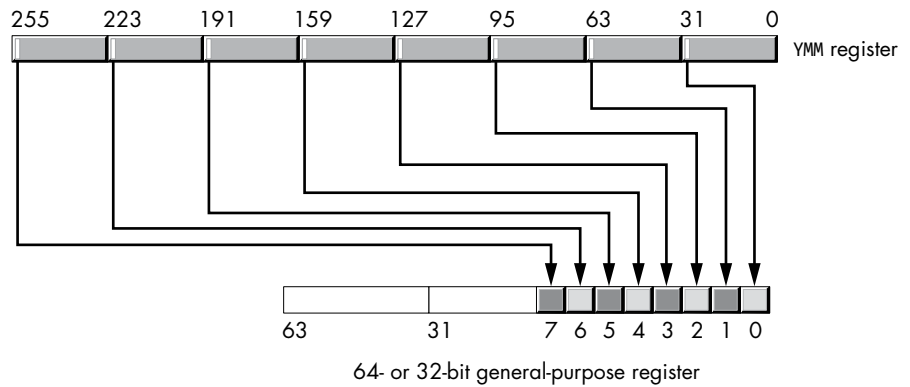 255 223 191 159 127 95 63 31 0
YMM register
63 31 7 6 5 4 3 2 1 0
64- or 32-bit general-purpose register